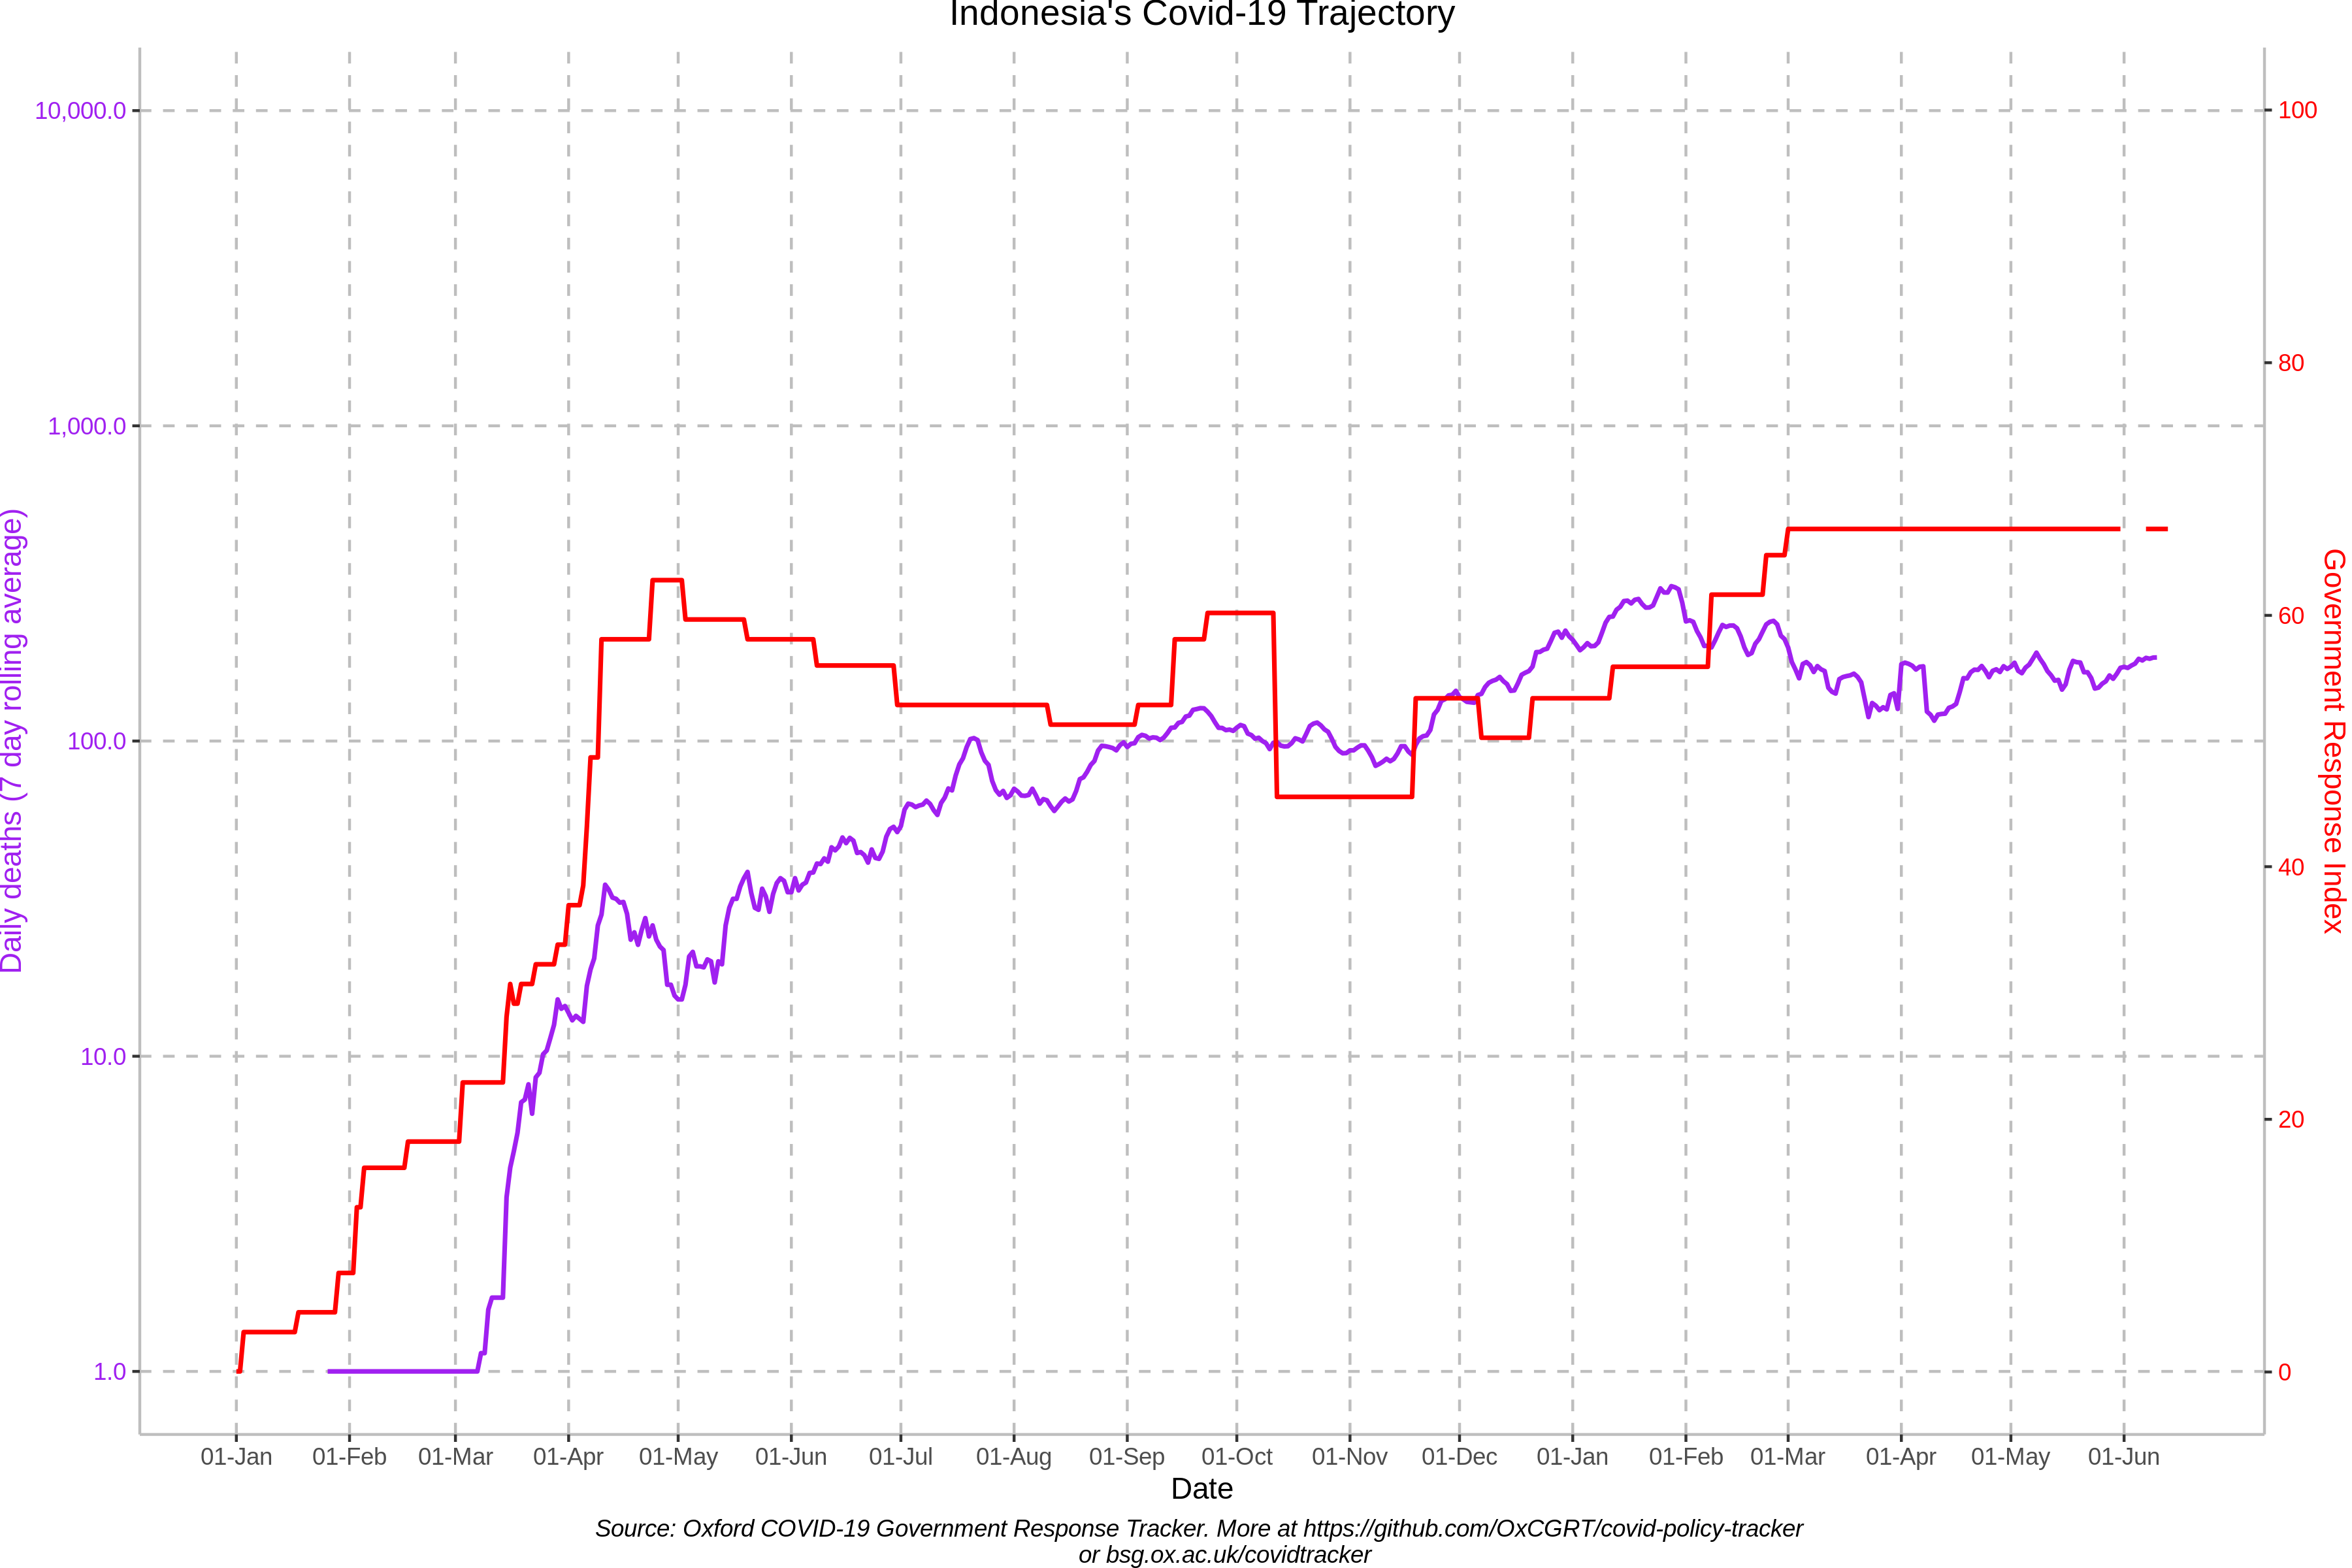 Indonesia's Covid-19 Trajectory
10,000.0
1,000.0
100.0
10.0
1.0
Daily deaths (7 day rolling average)
100
80
60
40
20
0
Government Response Index
01-Jan 01-Feb 01-Mar 01-Apr 01-May 01-Jun 01-Jul 01-Aug 01-Sep 01-Oct 01-Nov 01-Dec 01-Jan 01-Feb 01-Mar 01-Apr 01-May 01-Jun
Date
Source: Oxford COVID-19 Government Response Tracker. More at https://github.com/OxCGRT/covid-policy-tracker
or bsg.ox.ac.uk/covidtracker